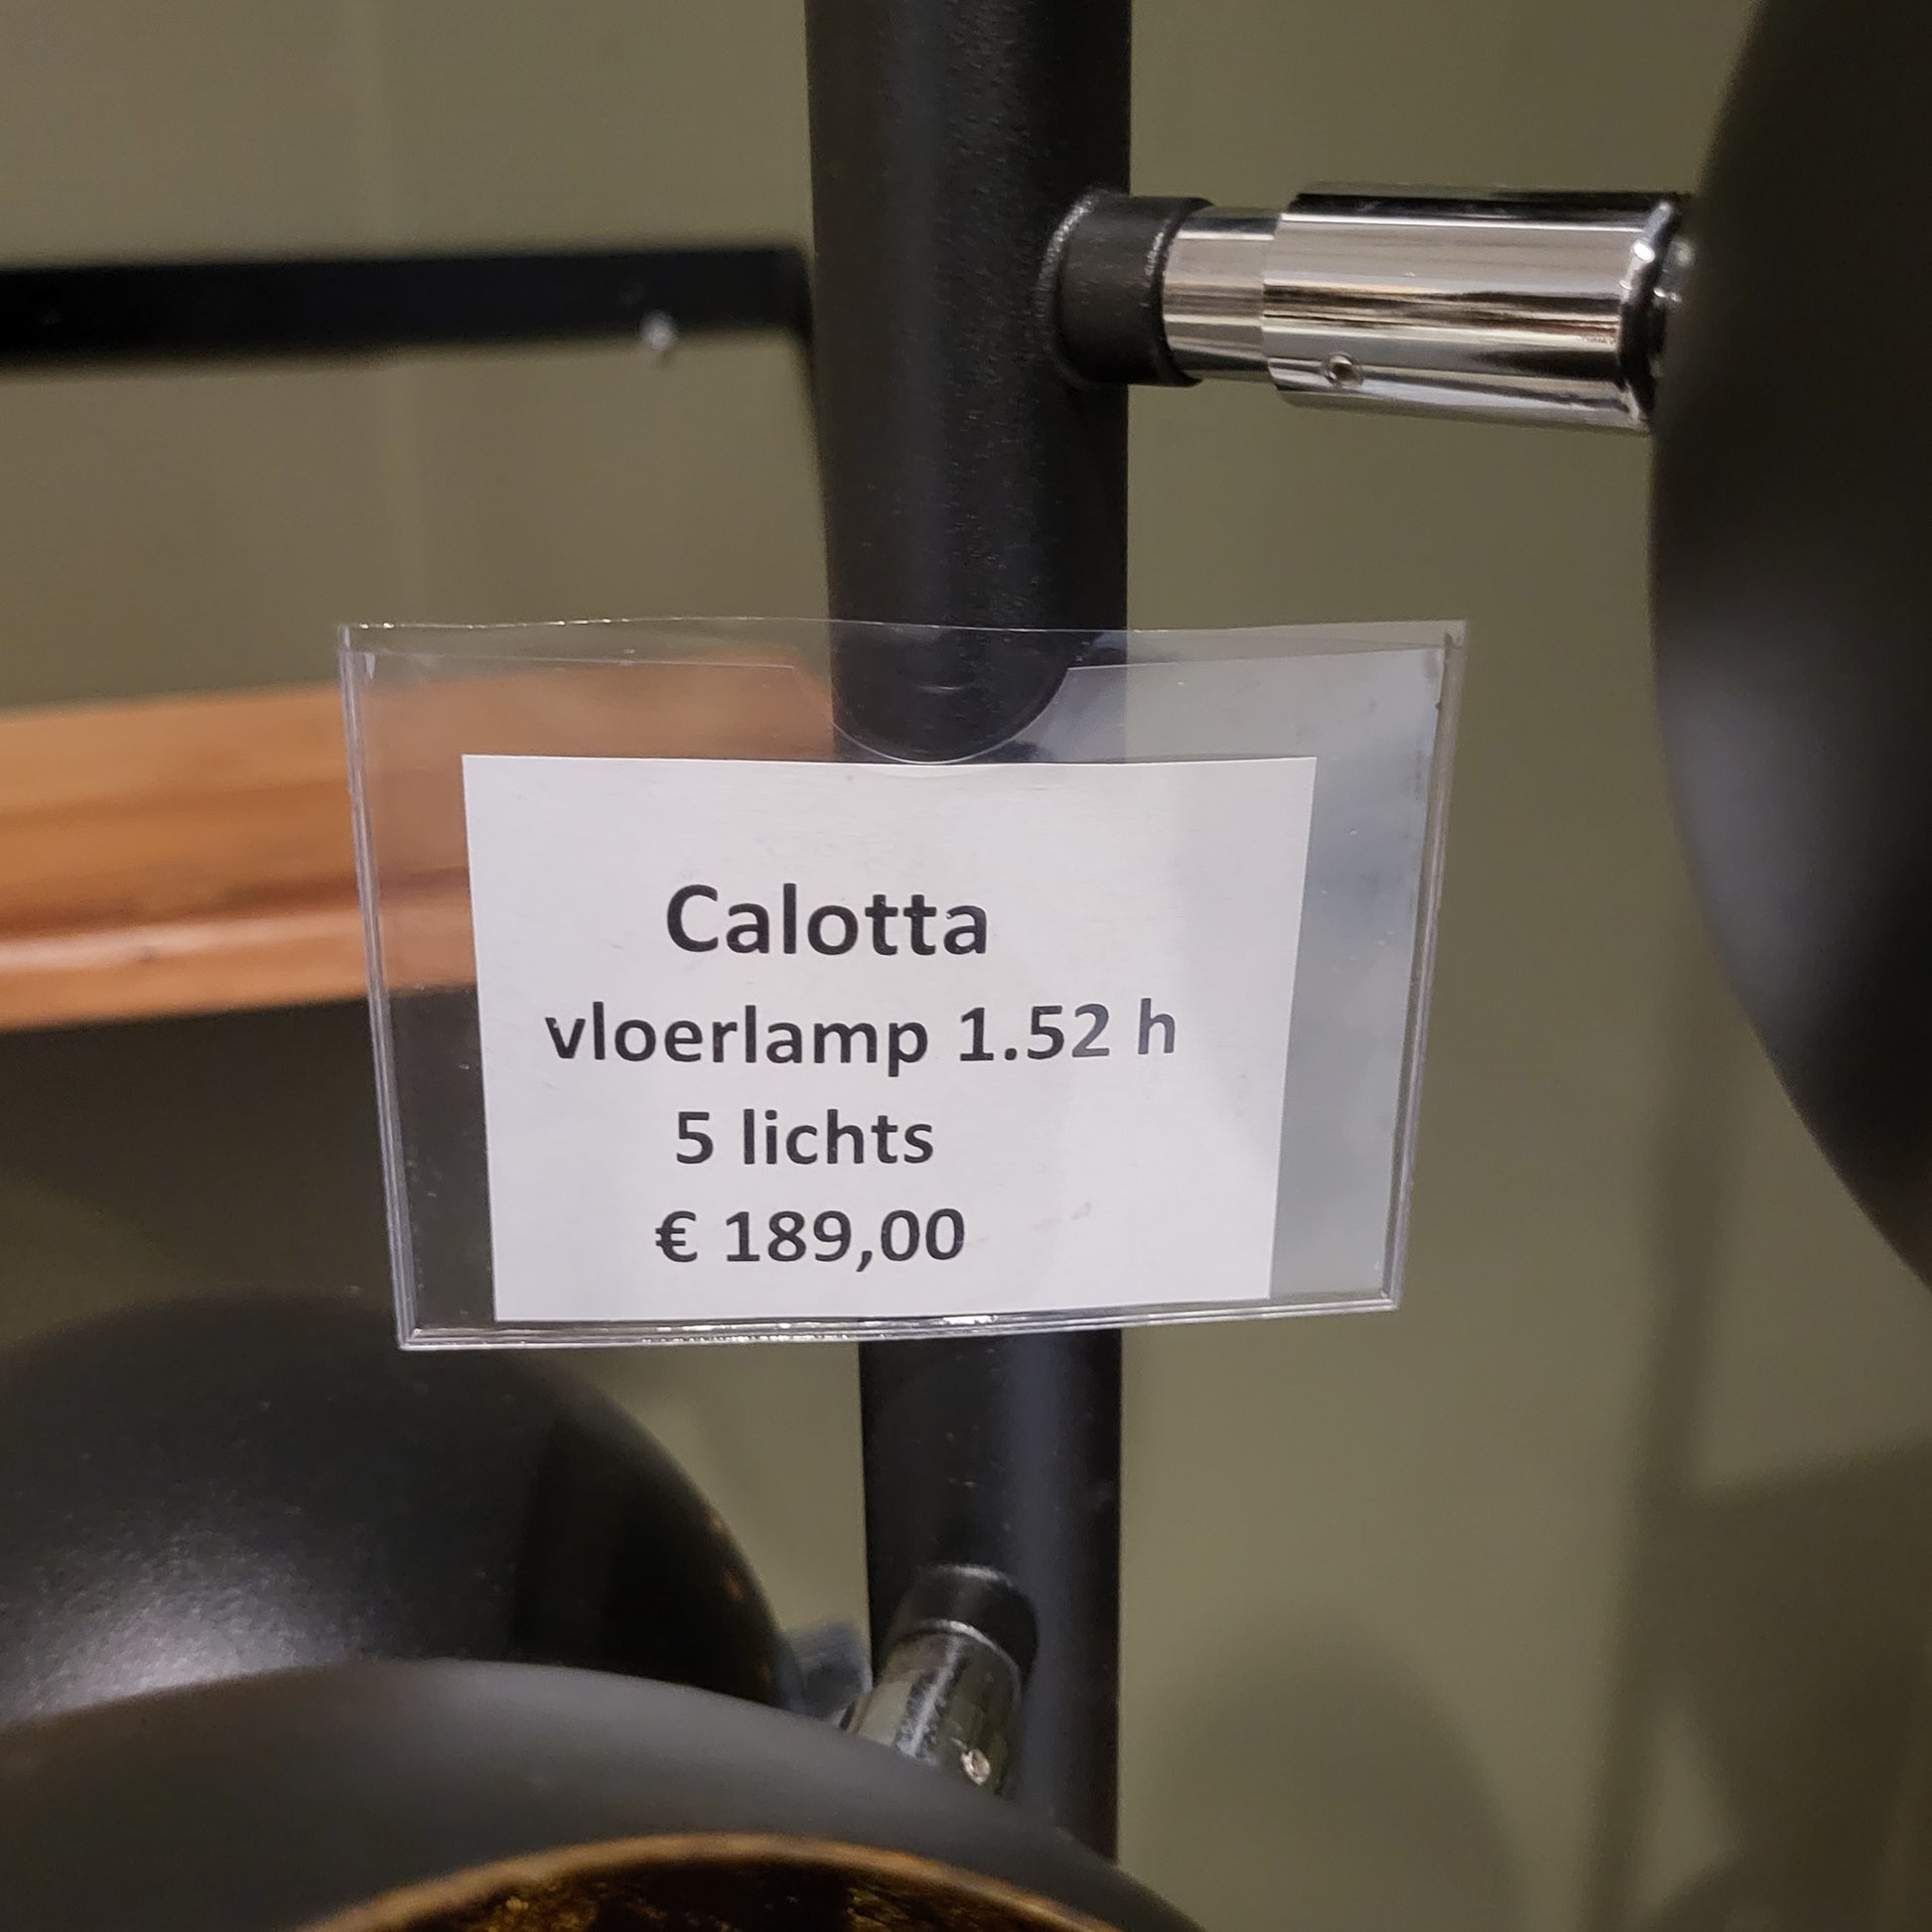 Calotta
vloerlamp 1.52 h
5 lichts
€ 189,00